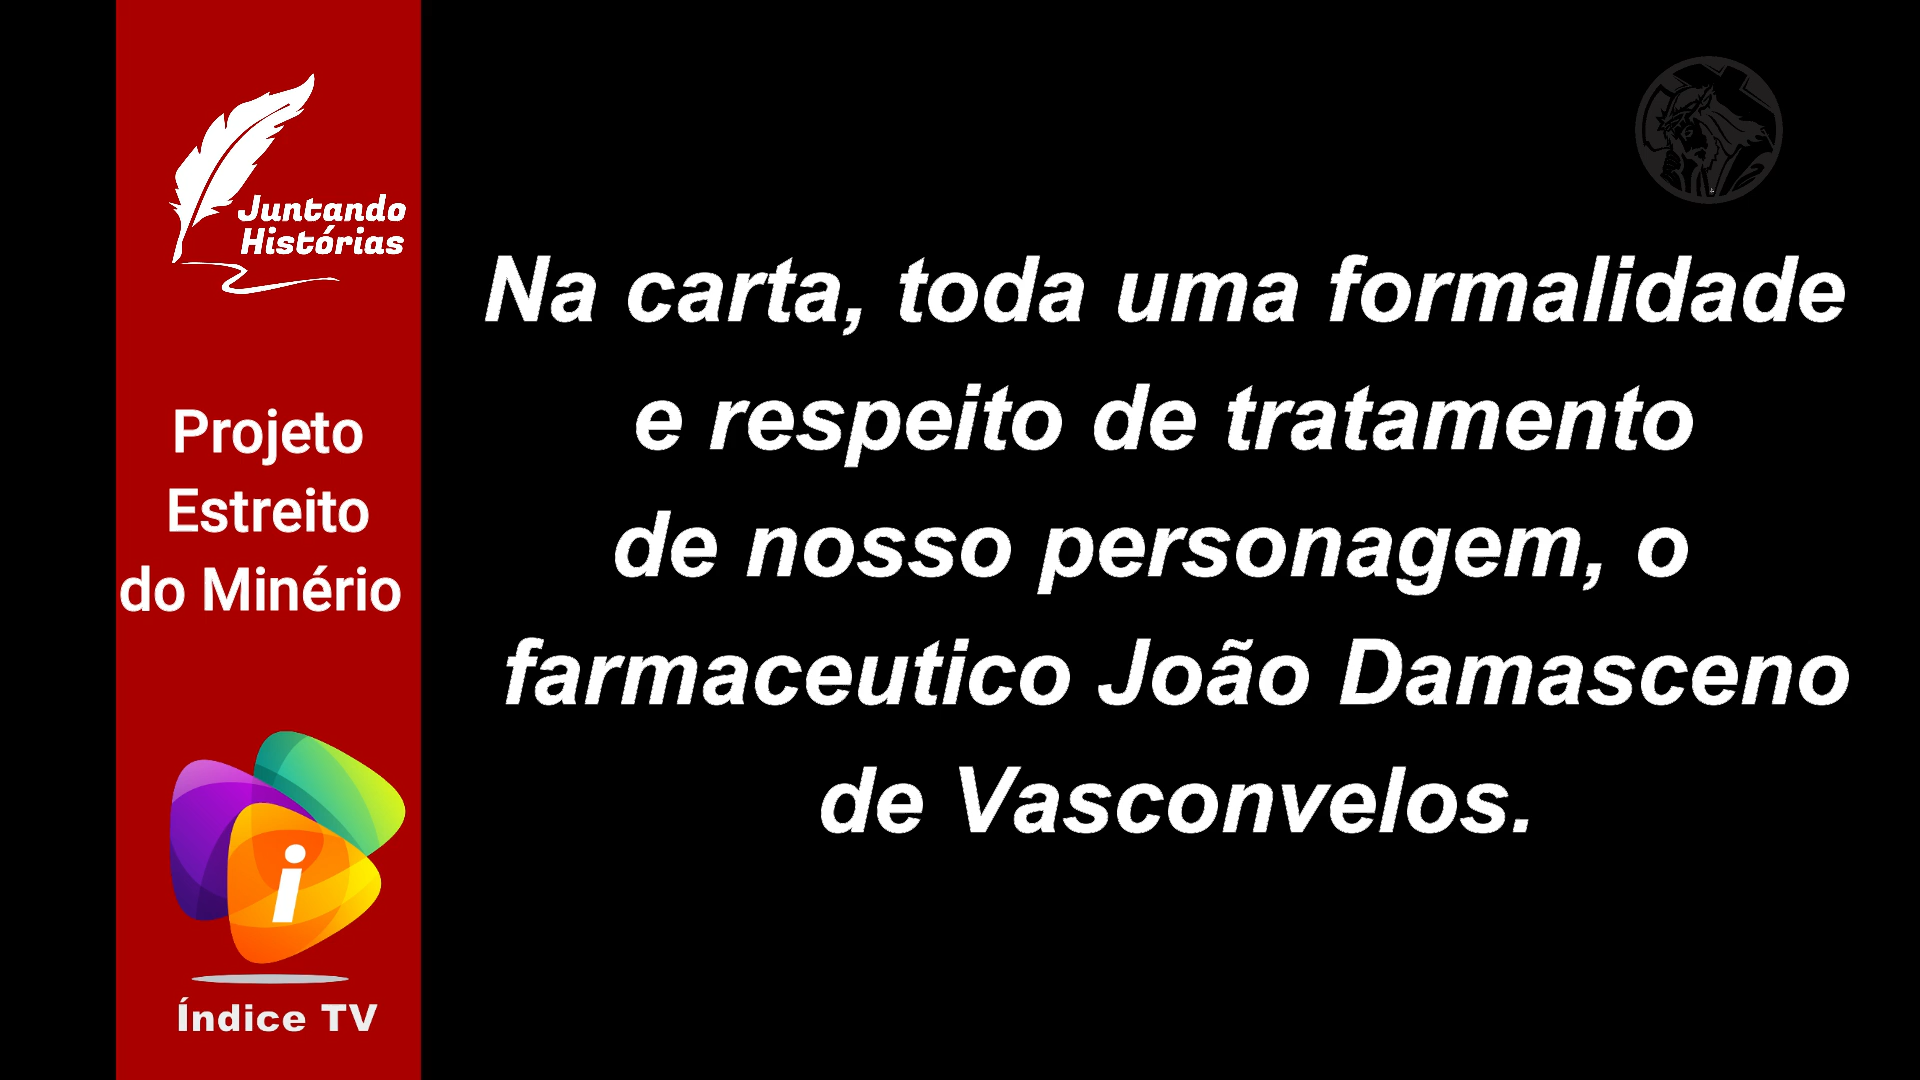 Juntando
Histórias
Projeto
Estreito
do Minério
i
Índice TV
Na carta, toda uma formalidade
e respeito de tratamento
de nosso personagem, o
farmaceutico João Damasceno
de Vasconvelos.